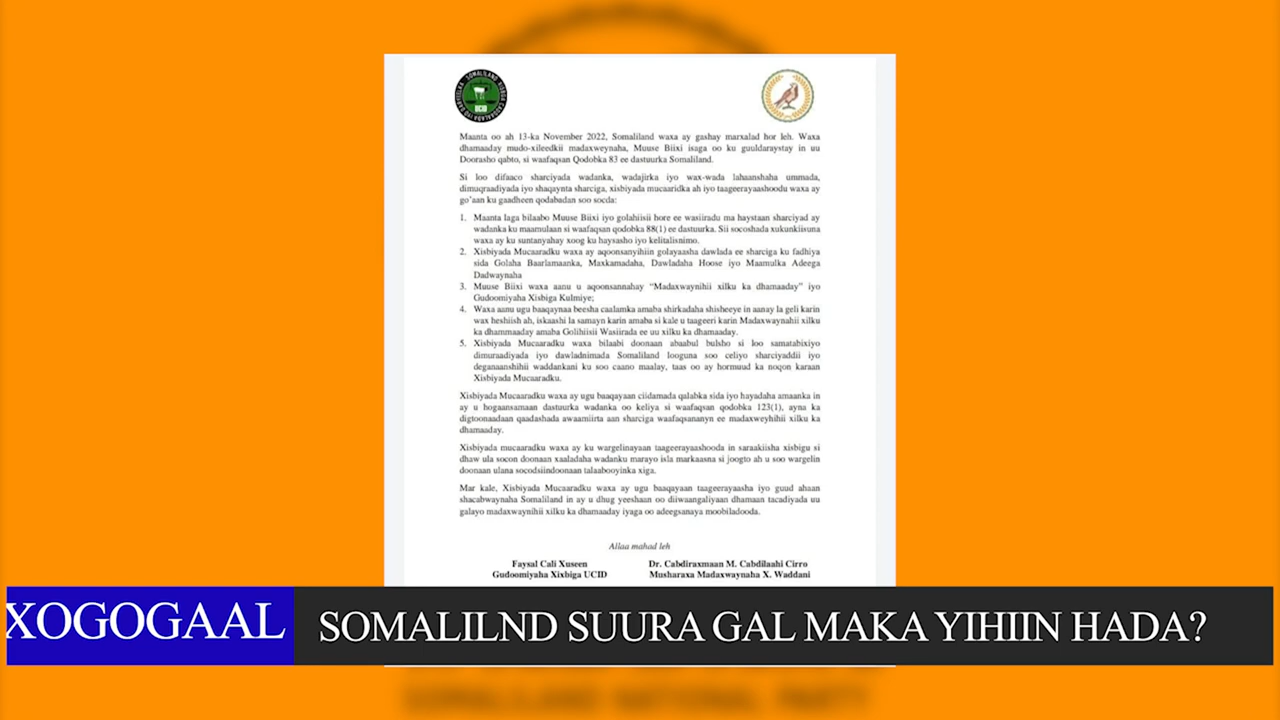 SOMALILAND XISBIGA CADDAALADA IYO DARYEELKA
UCID
Maanta oo ah 13-ka November 2022, Somaliland waxa ay gashay marxalad hor leh. Waxa
dhamaaday mudo-xileedkii madaxweynaha, Muuse Biixi isaga oo ku guuldaraystay in uu
Doorasho qabto, si waafaqsan Qodobka 83 ee dastuurka Somaliland.
Si loo difaaco sharciyada wadanka, wadajirka iyo wax-wada lahaanshaha ummada,
dimuqraadiyada iyo shaqaynta sharciga, xisbiyada mucaaridka ah iyo taageerayaashoodu waxa ay
go'aan ku gaadheen qodabadan soo socda:
1. Maanta laga bilaabo Muuse Biixi iyo golahiisii hore ee wasiiradu ma haystaan sharciyad ay
wadanka ku maamulaan si waafaqsan qodobka 88(1) ee dastuurka. Sii socoshada xukunkiisuna
waxa ay ku suntanyahay xoog ku haysasho iyo kelitalisnimo.
2. Xisbiyada Mucaaradku waxa ay aqoonsanyihiin golayaasha dawlada ee sharciga ku fadhiya
sida Golaha Baarlamaanka, Maxkamadaha, Dawladaha Hoose iyo Maamulka Adeega
Dadwaynaha
3. Muuse Biixi waxa aanu u aqoonsannahay “Madaxwaynihii xilku ka dhamaaday” iyo
Gudoomiyaha Xisbiga Kulmiye;
4. Waxa aanu ugu baaqaynaa beesha caalamka amaba shirkadaha shisheeye in aanay la geli karin
wax heshiish ah, iskaashi la samayn karin amaba si kale u taageeri karin Madaxwaynahii xilku
ka dhammaaday amaba Golihiisii Wasiirada ee uu xilku ka dhamaaday.
5. Xisbiyada Mucaaradku waxa bilaabi doonaan abaabul bulsho si loo samatabixiyo
dimuraadiyada iyo dawladnimada Somaliland looguna soo celiyo sharciyaddii iyo
deganaanshihii waddankani ku soo caano maalay, taas oo ay hormuud ka noqon karaan
Xisbiyada Mucaaradku.
Xisbiyada Mucaaradku waxa ay ugu baaqayaan ciidamada qalabka sida iyo hayadaha amaanka in
ay u hogaansamaan dastuurka wadanka oo keliya si waafaqsan qodobka 123(1), ayna ka
digtoonaadaan qaadashada awaamiirta aan sharciga waafaqsananyn ee madaxweyhihii xilku ka
dhamaaday.
Xisbiyada mucaaradku waxa ay ku wargelinayaan taageerayaashooda in saraakiisha xisbigu si
dhaw ula socon doonaan xaaladaha wadanku marayo isla markaasna si joogto ah u soo wargelin
doonaan ulana socodsiindoonaan talaabooyinka xiga.
Mar kale, Xisbiyada Mucaaradku waxa ay ugu baaqayaan taageerayaasha iyo guud ahaan
shacabwaynaha Somaliland in ay u dhug yeeshaan oo diiwaangaliyaan dhamaan tacadiyada uu
galayo madaxwaynihii xilku ka dhamaaday iyaga oo adeegsanaya moobiladooda.
Allaa mahad leh
Faysal Cali Xuseen
Gudoomiyaha Xixbiga UCID
Dr. Cabdiraxmaan M. Cabdilaahi Cirro
Musharaxa Madaxwaynaha X. Waddani
XOGOGAAL
SOMALILND SUURA GAL MAKA YIHIIN HADA?
SOMALILAND NATIONAL PARTY